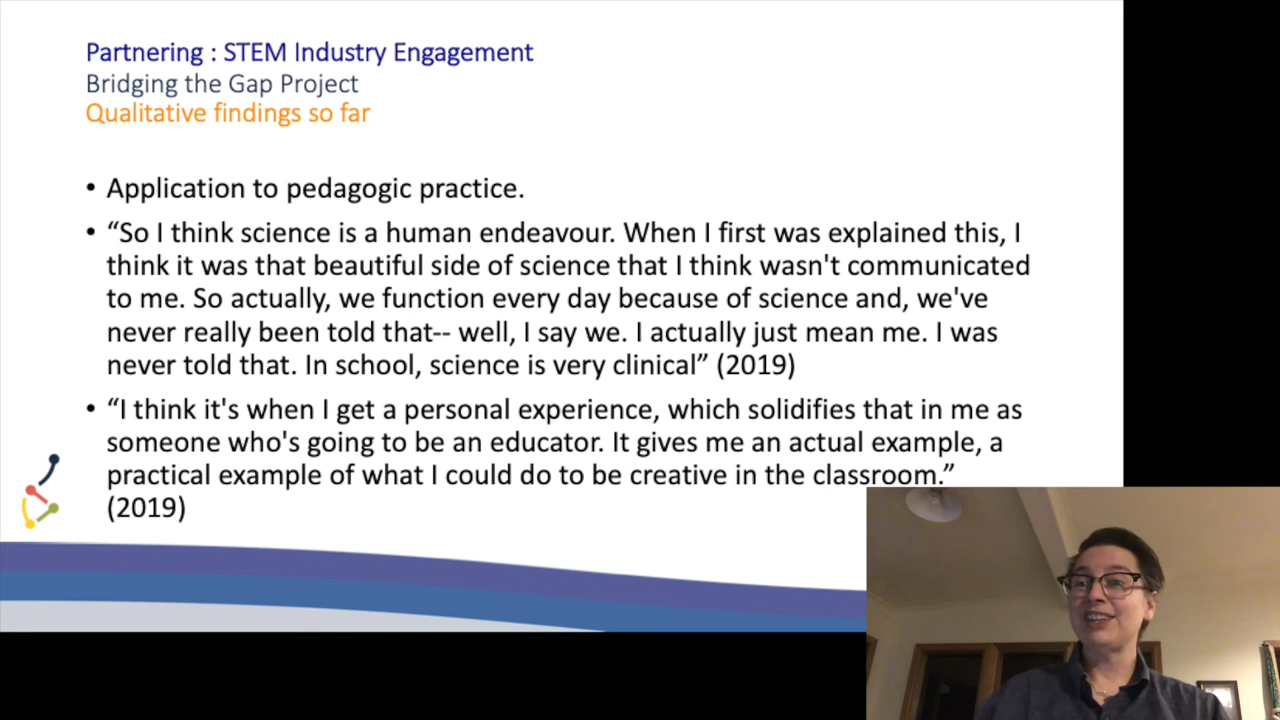 Partnering : STEM Industry Engagement
Bridging the Gap Project
Qualitative findings so far
• Application to pedagogic practice.
• “So I think science is a human endeavour. When I first was explained this, I
think it was that beautiful side of science that I think wasn't communicated
to me. So actually, we function every day because of science and, we've
never really been told that-- well, I say we. I actually just mean me. I was
never told that. In school, science is very clinical” (2019)
• “I think it's when I get a personal experience, which solidifies that in me as
someone who's going to be an educator. It gives me an actual example, a
practical example of what I could do to be creative in the classroom.”
(2019)